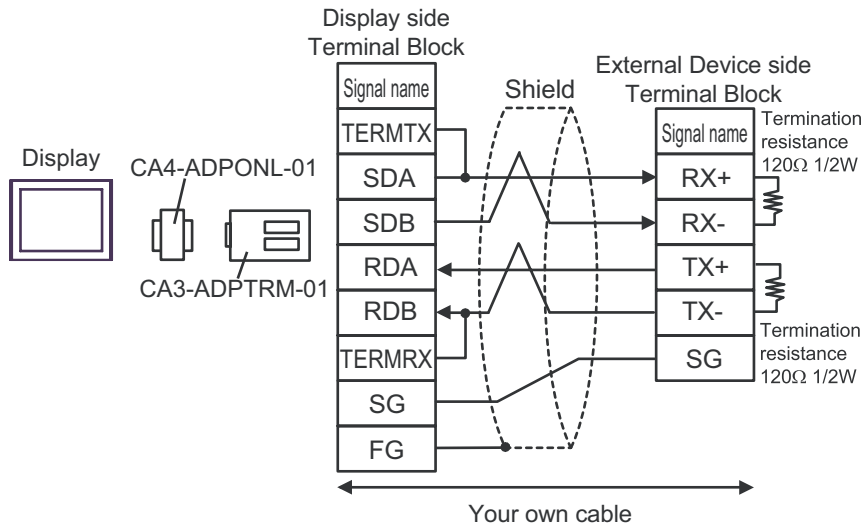 Display side
Terminal Block
Signal name
TERMTX
SDA
SDB
RDA
RDB
TERMRX
SG
FG
Display
CA4-ADPONL-01
CA3-ADPTRM-01
Shield
External Device side
Terminal Block
Signal name
RX+
RX-
TX+
TX-
SG
Termination
resistance
120Ω 1/2W
Termination
resistance
120Ω 1/2W
Your own cable